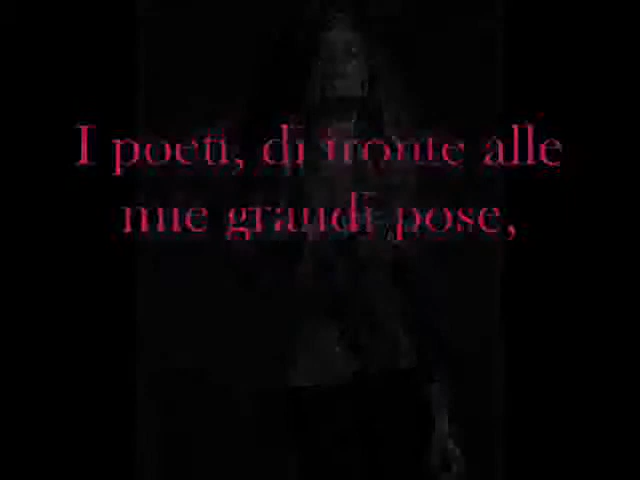 I poeti, di fronte alle
mie grandi pose,